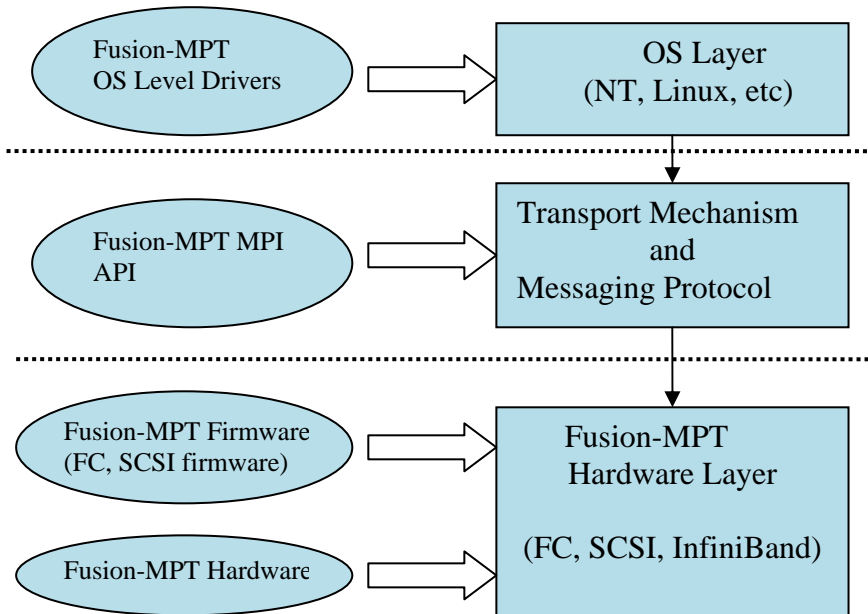 Fusion-MPT
OS Level Drivers
OS Layer
(NT, Linux, etc)
Fusion-MPT MPI
API
Transport Mechanism
and
Messaging Protocol
Fusion-MPT Firmware
(FC, SCSI firmware)
Fusion-MPT Hardware
Fusion-MPT
Hardware Layer
(FC, SCSI, InfiniBand)